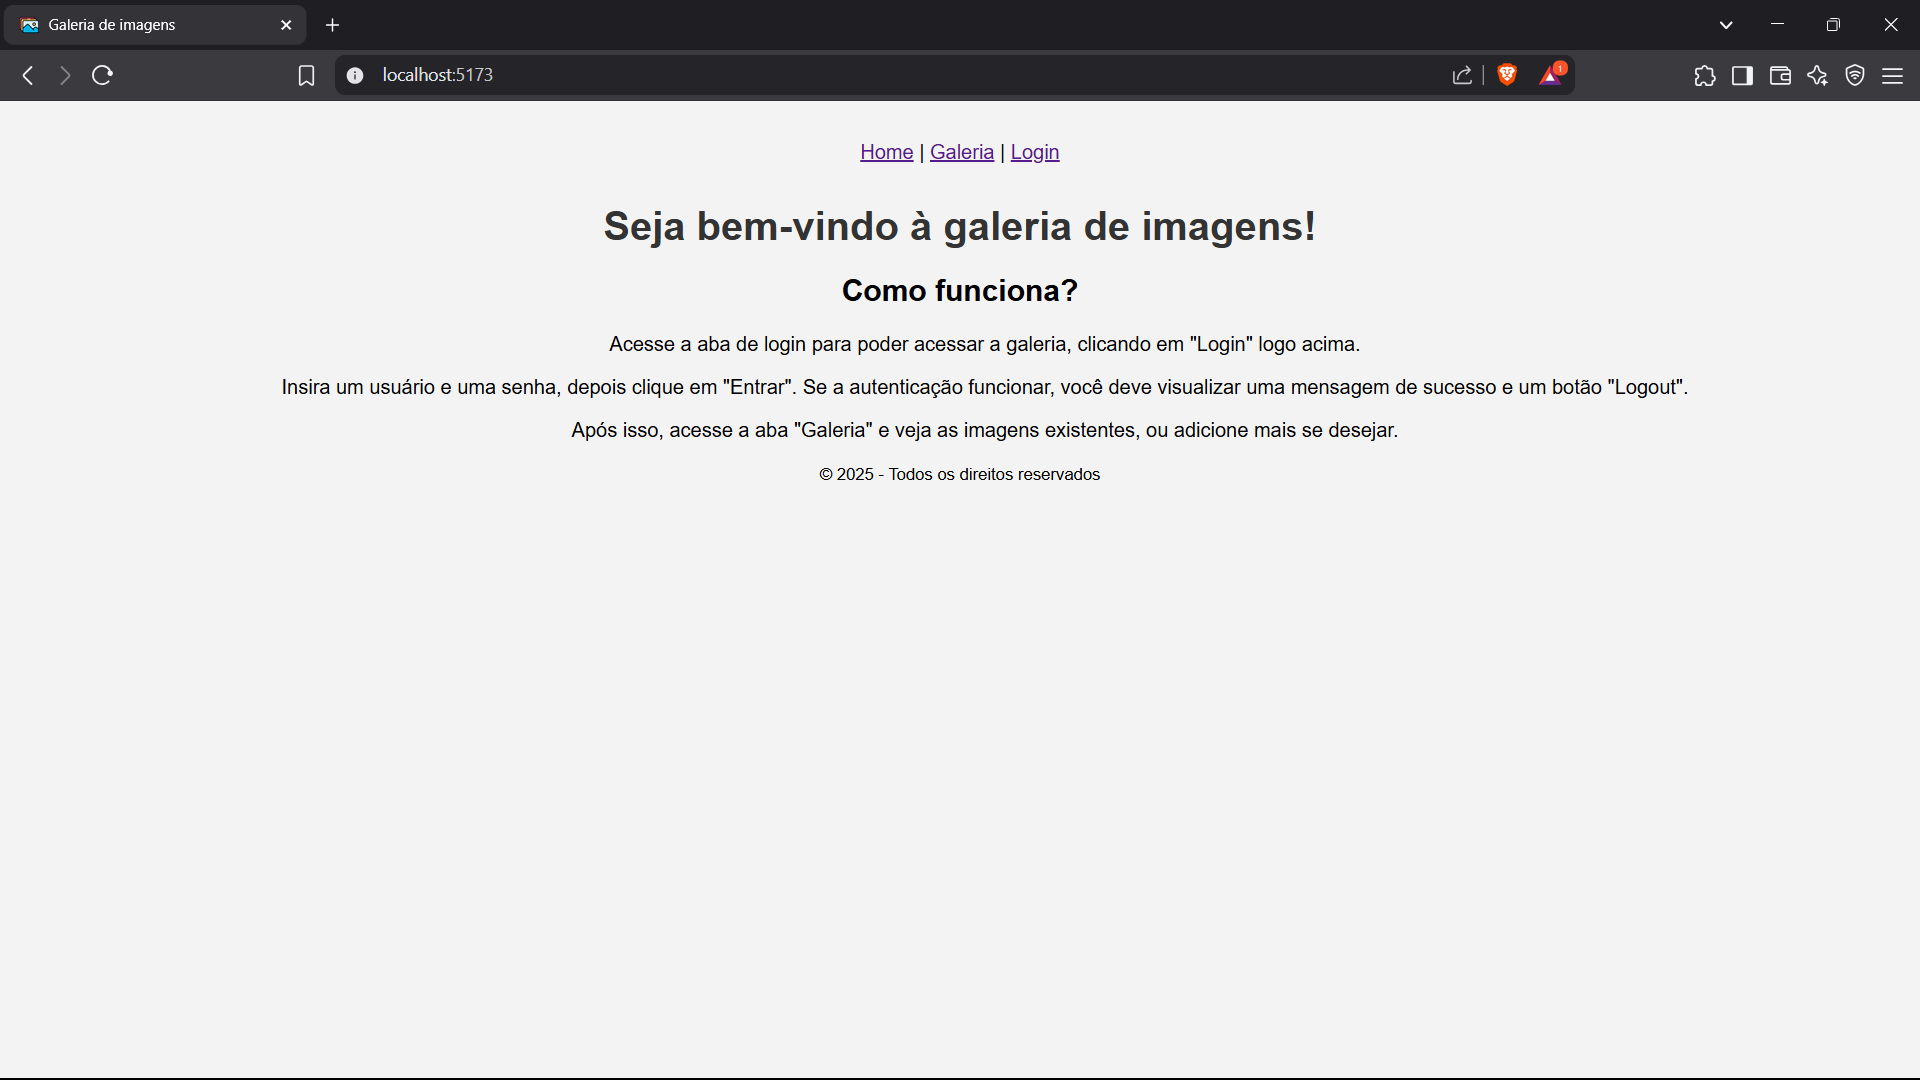 Galeria de imagens
localhost:5173
1
Home | Galeria | Login
Seja bem-vindo à galeria de imagens!
Como funciona?
Acesse a aba de login para poder acessar a galeria, clicando em "Login" logo acima.
Insira um usuário e uma senha, depois clique em "Entrar". Se a autenticação funcionar, você deve visualizar uma mensagem de sucesso e um botão "Logout".
Após isso, acesse a aba "Galeria" e veja as imagens existentes, ou adicione mais se desejar.
© 2025 - Todos os direitos reservados